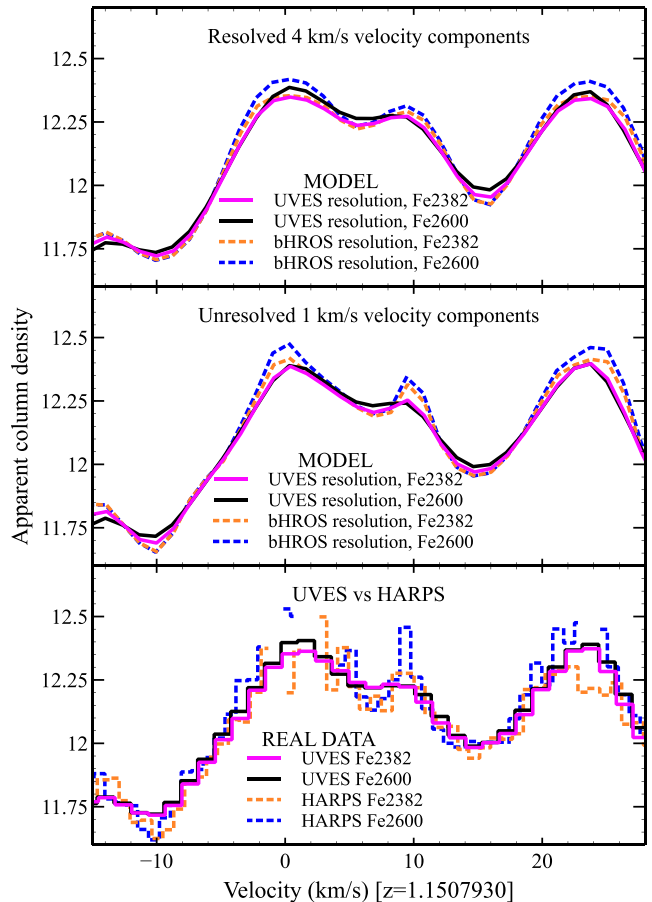 Resolved 4 km/s velocity components
12.5
12.25
12
11.75
MODEL
UVES resolution, Fe2382
UVES resolution, Fe2600
bHROS resolution, Fe2382
bHROS resolution, Fe2600
Apparent column density
Unresolved 1 km/s velocity components
12.5
12.25
12
11.75
MODEL
UVES resolution, Fe2382
UVES resolution, Fe2600
bHROS resolution, Fe2382
bHROS resolution, Fe2600
UVES vs HARPS
12.5
12.25
12
11.75
REAL DATA
UVES Fe2382
UVES Fe2600
HARPS Fe2382
HARPS Fe2600
−10 0 10 20
Velocity (km/s) [z=1.1507930]